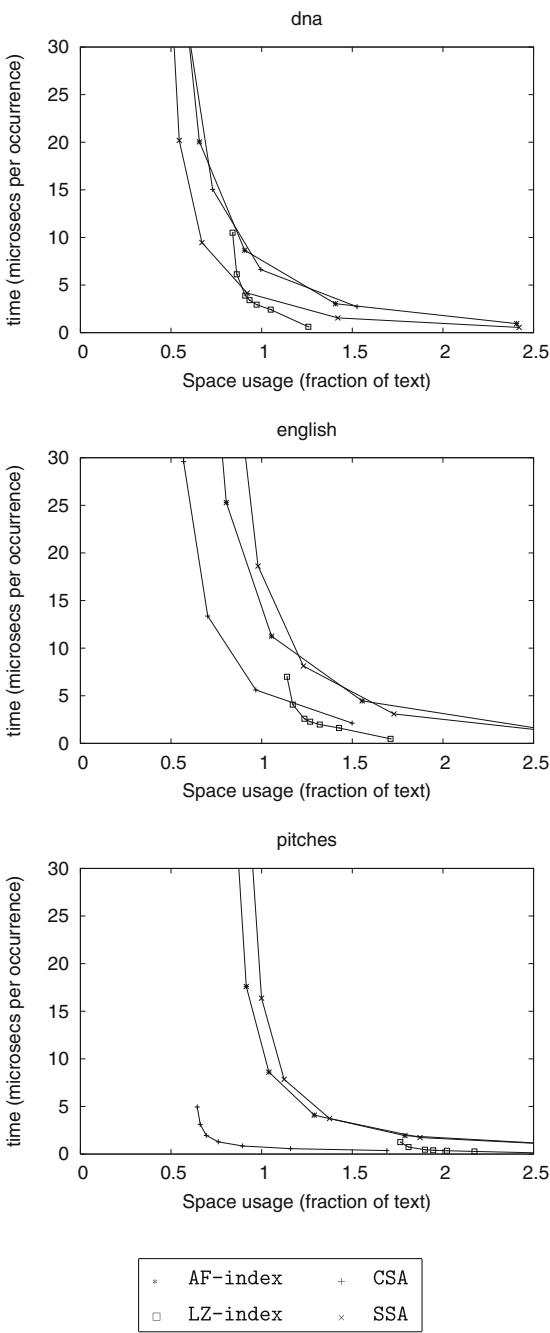 dna
30
25
20
15
10
5
0
time (microsecs per occurrence)
0 0.5 1 1.5 2 2.5
Space usage (fraction of text)
english
30
25
20
15
10
5
0
time (microsecs per occurrence)
0 0.5 1 1.5 2 2.5
Space usage (fraction of text)
pitches
30
25
20
15
10
5
0
time (microsecs per occurrence)
0 0.5 1 1.5 2 2.5
Space usage (fraction of text)
AF-index CSA
LZ-index SSA